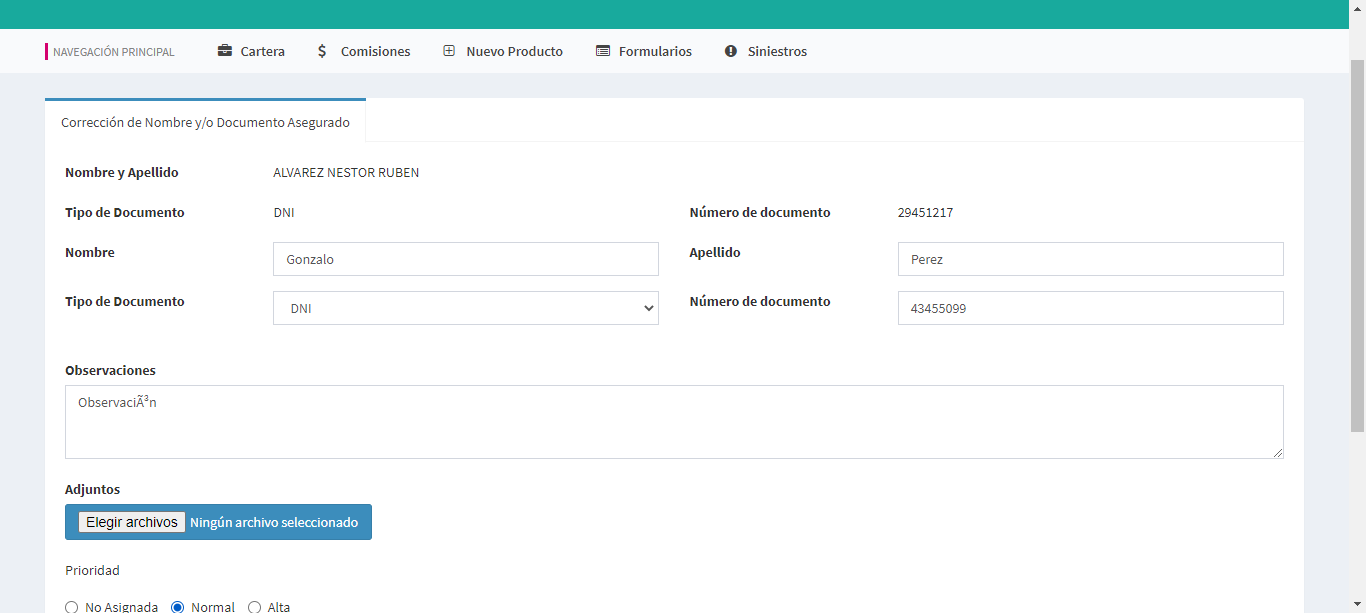 NAVEGACIÓN PRINCIPAL Cartera $ Comisiones Nuevo Producto Formularios Siniestros
Corrección de Nombre y/o Documento Asegurado
Nombre y Apellido ALVAREZ NESTOR RUBEN
Tipo de Documento DNI Número de documento 29451217
Nombre Gonzalo Apellido Perez
Tipo de Documento DNI Número de documento 43455099
Observaciones
ObservaciÃ³n
Adjuntos
Elegir archivos Ningún archivo seleccionado
Prioridad
No Asignada Normal Alta